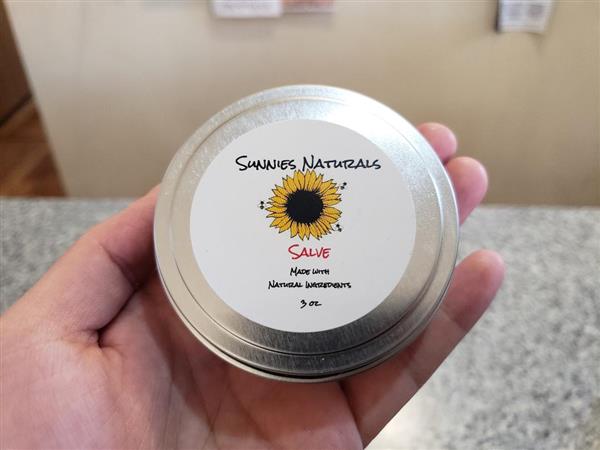 Sunnies Naturals
Salve
Made with
Natural Ingredients
3 oz